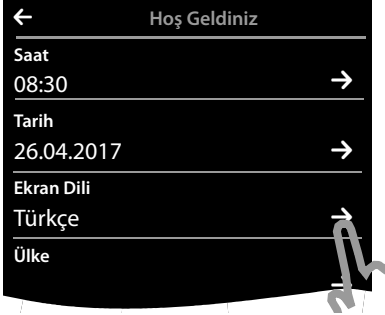 Hoş Geldiniz
Saat
08:30
Tarih
26.04.2017
Ekran Dili
Türkçe
Ülke